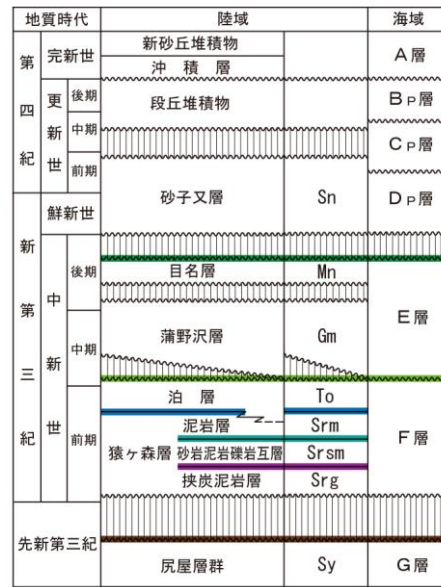 地質時代 陸域 海域
第四紀 完新世 新砂丘堆積物 A層
沖積層
更新世 後期 段丘堆積物 BP層
中期 CP層
前期 砂子又層 Sn DP層
新第三紀 鮮新世
中新世 後期 目名層 Mn E層
中期 蒲野沢層 Gm
前期 泊層 To F層
泥岩層 Srm
猿ヶ森層 砂岩泥岩礫岩互層 Srsm
挟炭泥岩層 Srg
先新第三紀 尻屋層群 Sy G層